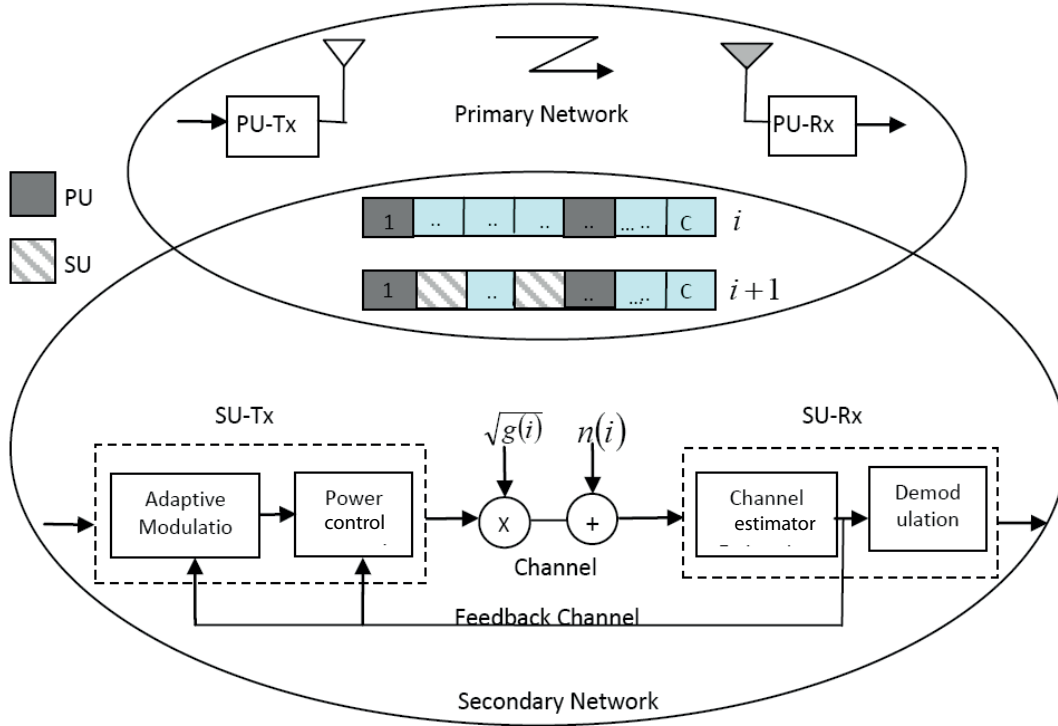 PU-Tx
Primary Network
PU-Rx
PU
SU
1 .. .. .. .. ... .. C i
1 .. .. ..... C i+1
SU-Tx
√g(i)
n(i)
SU-Rx
Adaptive
Modulatio
Power
control
X
+
Channel
Channel
estimator
Demod
ulation
Feedback Channel
Secondary Network